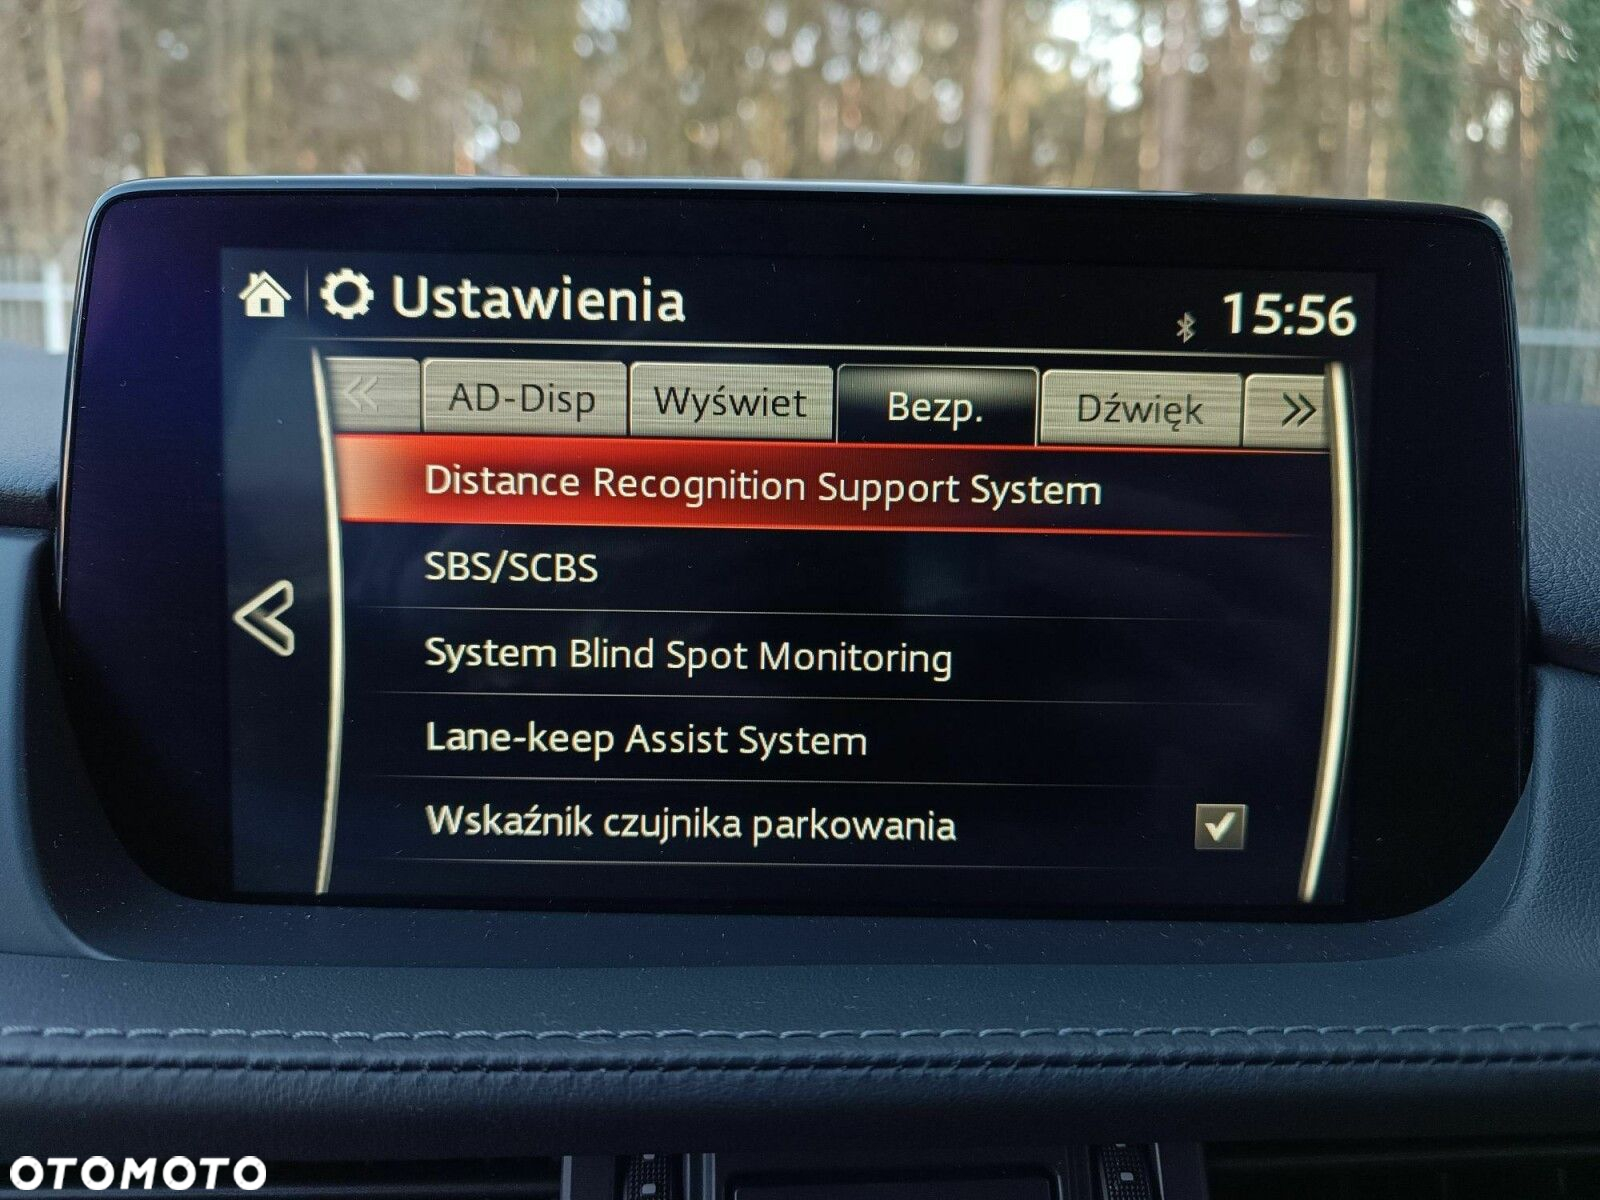 Ustawienia
15:56
AD-Disp
Wyświet
Bezp.
Dźwięk
Distance Recognition Support System
SBS/SCBS
System Blind Spot Monitoring
Lane-keep Assist System
Wskaźnik czujnika parkowania
OTOMOTO